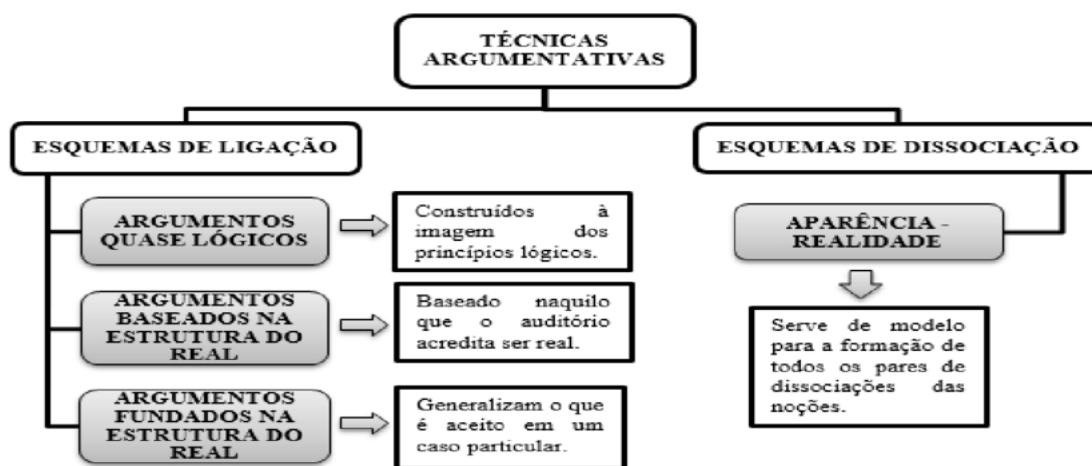 TÉCNICAS
ARGUMENTATIVAS
ESQUEMAS DE LIGAÇÃO
ESQUEMAS DE DISSOCIAÇÃO
ARGUMENTOS
QUASE LÓGICOS
Construídos à
imagem dos
princípios lógicos.
ARGUMENTOS
BASEADOS NA
ESTRUTURA DO
REAL
Baseado naquilo
que o auditório
acredita ser real.
ARGUMENTOS
FUNDADOS NA
ESTRUTURA DO
REAL
Generalizam o que
é aceito em um
caso particular.
APARÊNCIA -
REALIDADE
Serve de modelo
para a formação de
todos os pares de
dissociações das
noções.